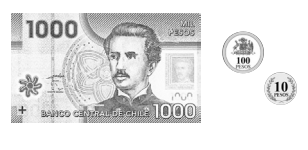 1000
MIL
PESOS
BANCO CENTRAL DE CHILE 1000
100
PESOS
10
PESOS